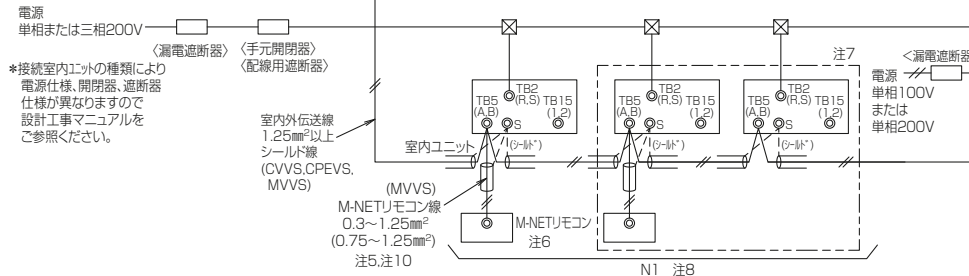 電源
単相または三相200V
〈漏電遮断器〉
〈手元開閉器〉
〈配線用遮断器〉
*接続室内ユニットの種類により
電源仕様、開閉器、遮断器
仕様が異なりますので
設計工事マニュアルを
ご参照ください。
室内外伝送線
1.25mm²以上
シールド線
(CVVS,CPEVS,
MVVS)
室内ユニット
TB2
(R,S)
TB5
(A,B)
TB15
(1,2)
S
(シールド)
TB2
(R,S)
TB5
(A,B)
TB15
(1,2)
S
(シールド)
TB2
(R,S)
TB5
(A,B)
TB15
(1,2)
S
(シールド)
注7
<漏電遮断器
電源
単相100V
または
単相200V
(MVVS)
M-NETリモコン線
0.3〜1.25mm²
(0.75〜1.25mm²)
注5,注10
M-NETリモコン
注6
N1 注8